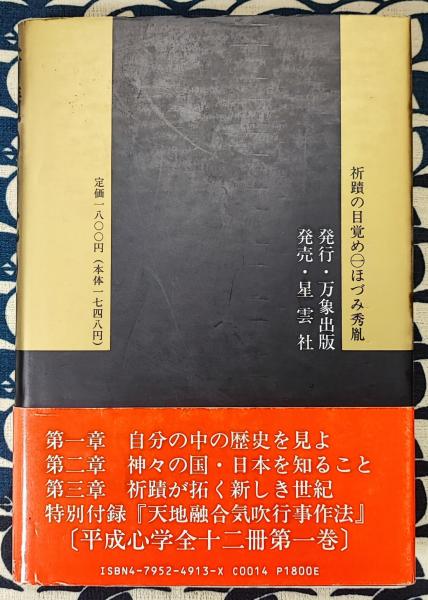 祈蹟の目覚め㊀ほづみ秀胤
発行・万象出版
発売・星雲社
定価一八〇〇円（本体一七四八円）
第一章　自分の中の歴史を見よ
第二章　神々の国・日本を知ること
第三章　祈蹟が拓く新しき世紀
特別付録『天地融合気吹行事作法』
〔平成心学全十二冊第一巻〕
ISBN4-7952-4913-X C0014 P1800E